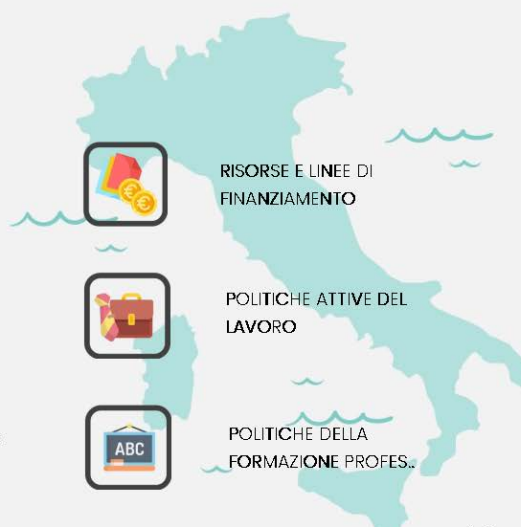 RISORSE E LINEE DI
FINANZIAMENTO
POLITICHE ATTIVE DEL
LAVORO
ABC
POLITICHE DELLA
FORMAZIONE PROFES..